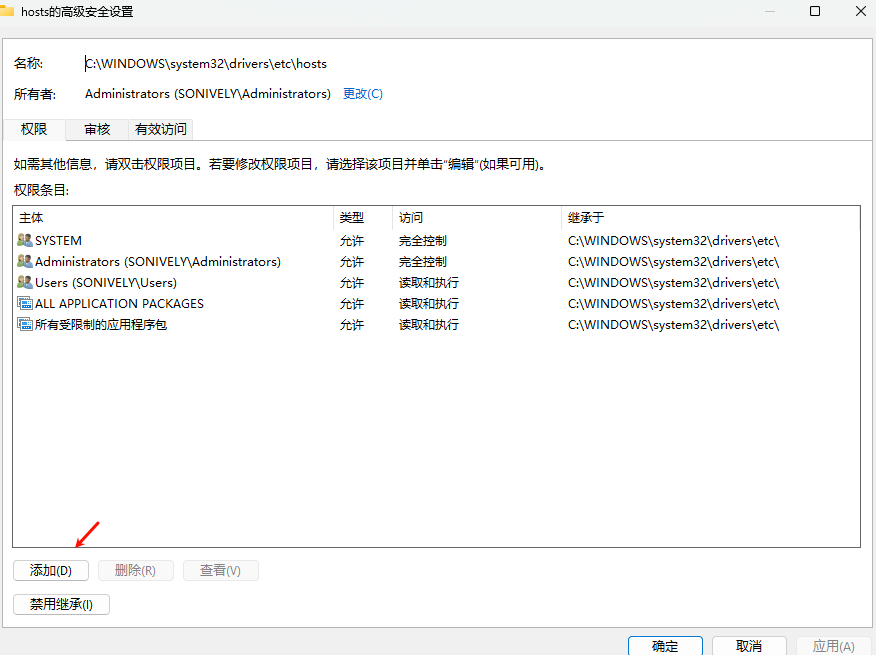 hosts的高级安全设置
名称: C:\WINDOWS\system32\drivers\etc\hosts
所有者: Administrators (SONIVELY\Administrators) 更改(C)
权限 审核 有效访问
如需其他信息，请双击权限项目。若要修改权限项目，请选择该项目并单击“编辑”(如果可用)。
权限条目:
主体 类型 访问 继承于
SYSTEM 允许 完全控制 C:\WINDOWS\system32\drivers\etc\
Administrators (SONIVELY\Administrators) 允许 完全控制 C:\WINDOWS\system32\drivers\etc\
Users (SONIVELY\Users) 允许 读取和执行 C:\WINDOWS\system32\drivers\etc\
ALL APPLICATION PACKAGES 允许 读取和执行 C:\WINDOWS\system32\drivers\etc\
所有受限制的应用程序包 允许 读取和执行 C:\WINDOWS\system32\drivers\etc\
添加(D) 删除(R) 查看(V)
禁用继承(I)
确定 取消 应用(A)